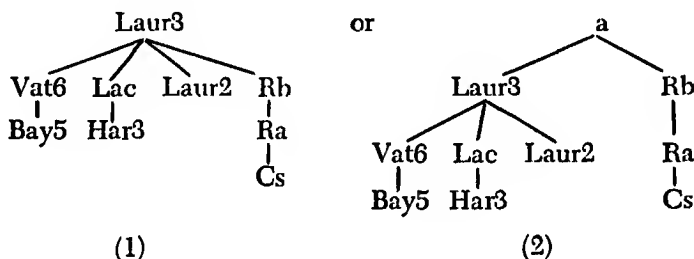 Laur3 or a
Vat6 Lac Laur2 Rb Laur3 Rb
Bay5 Har3 Ra Vat6 Lac Laur2 Ra
Cs Bay5 Har3 Cs
(1) (2)